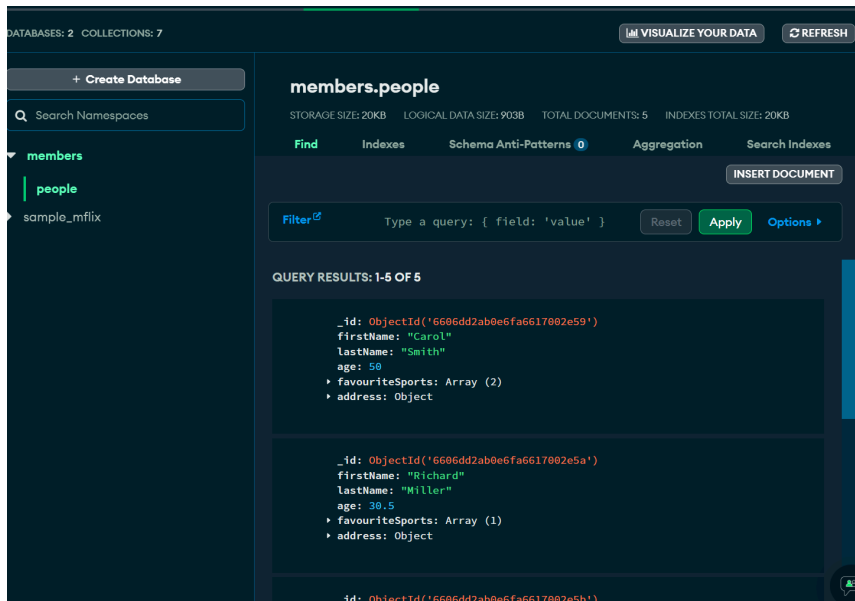 DATABASES: 2 COLLECTIONS: 7
VISUALIZE YOUR DATA
REFRESH
+ Create Database
Search Namespaces
members
people
sample_mflix
members.people
STORAGE SIZE: 20KB LOGICAL DATA SIZE: 903B TOTAL DOCUMENTS: 5 INDEXES TOTAL SIZE: 20KB
Find Indexes Schema Anti-Patterns 0 Aggregation Search Indexes
INSERT DOCUMENT
Filter Type a query: { field: 'value' } Reset Apply Options
QUERY RESULTS: 1-5 OF 5
_id: ObjectId('6606dd2ab0e6fa6617002e59')
firstName: "Carol"
lastName: "Smith"
age: 50
favouriteSports: Array (2)
address: Object
_id: ObjectId('6606dd2ab0e6fa6617002e5a')
firstName: "Richard"
lastName: "Miller"
age: 30.5
favouriteSports: Array (1)
address: Object
_id: ObjectId('6606dd2ab0e6fa6617002e5b')